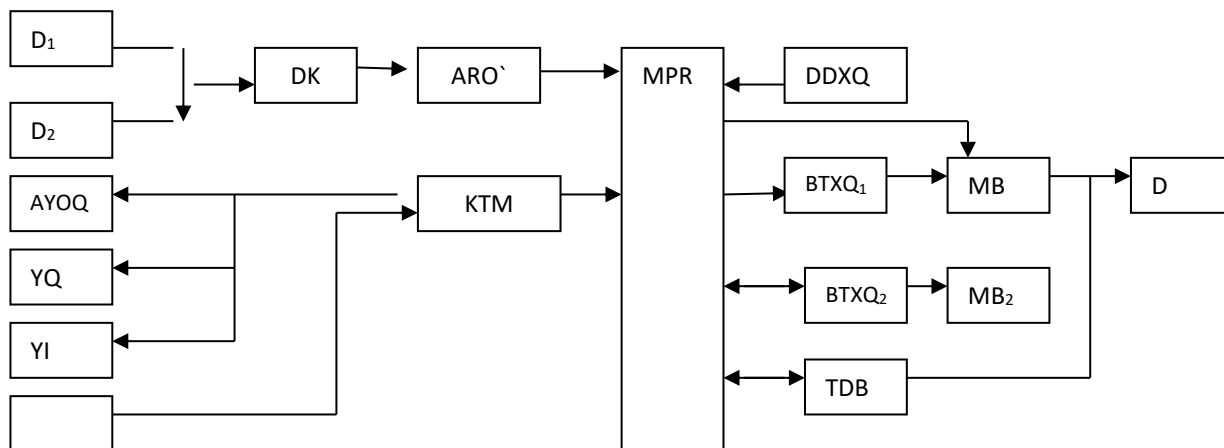 D₁
DK
ARO`
MPR
DDXQ
D₂
AYOQ
KTM
BTXQ₁
MB
D
YQ
BTXQ₂
MB₂
YI
TDB